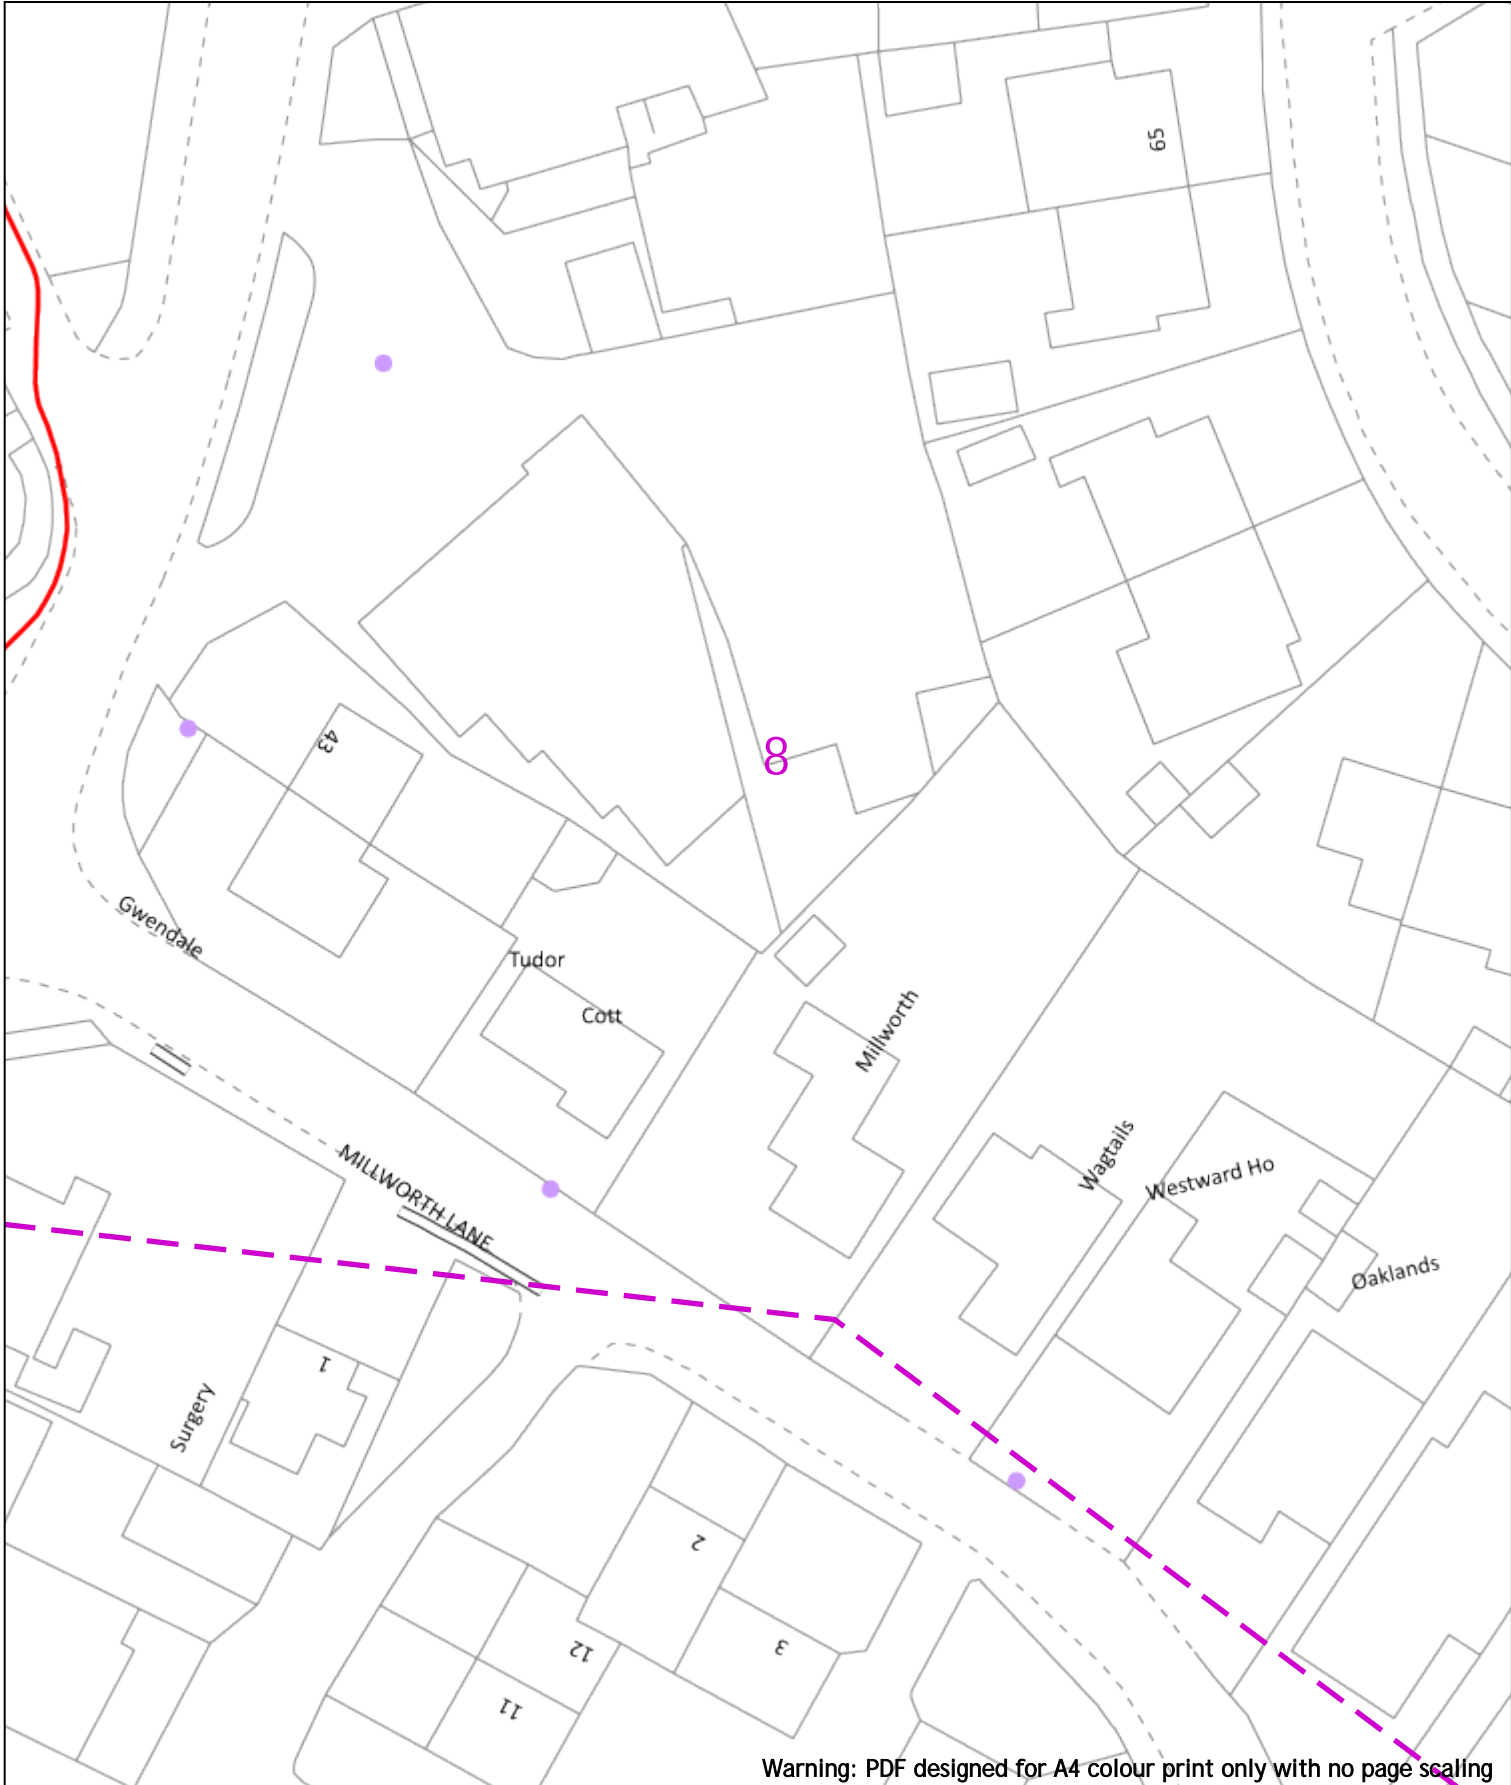 65
43
8
Gwendale
Tudor
Cott
Millworth
MILLWORTH LANE
Wagtails
Westward Ho
Oaklands
1
Surgery
2
3
12
11
Warning: PDF designed for A4 colour print only with no page scaling